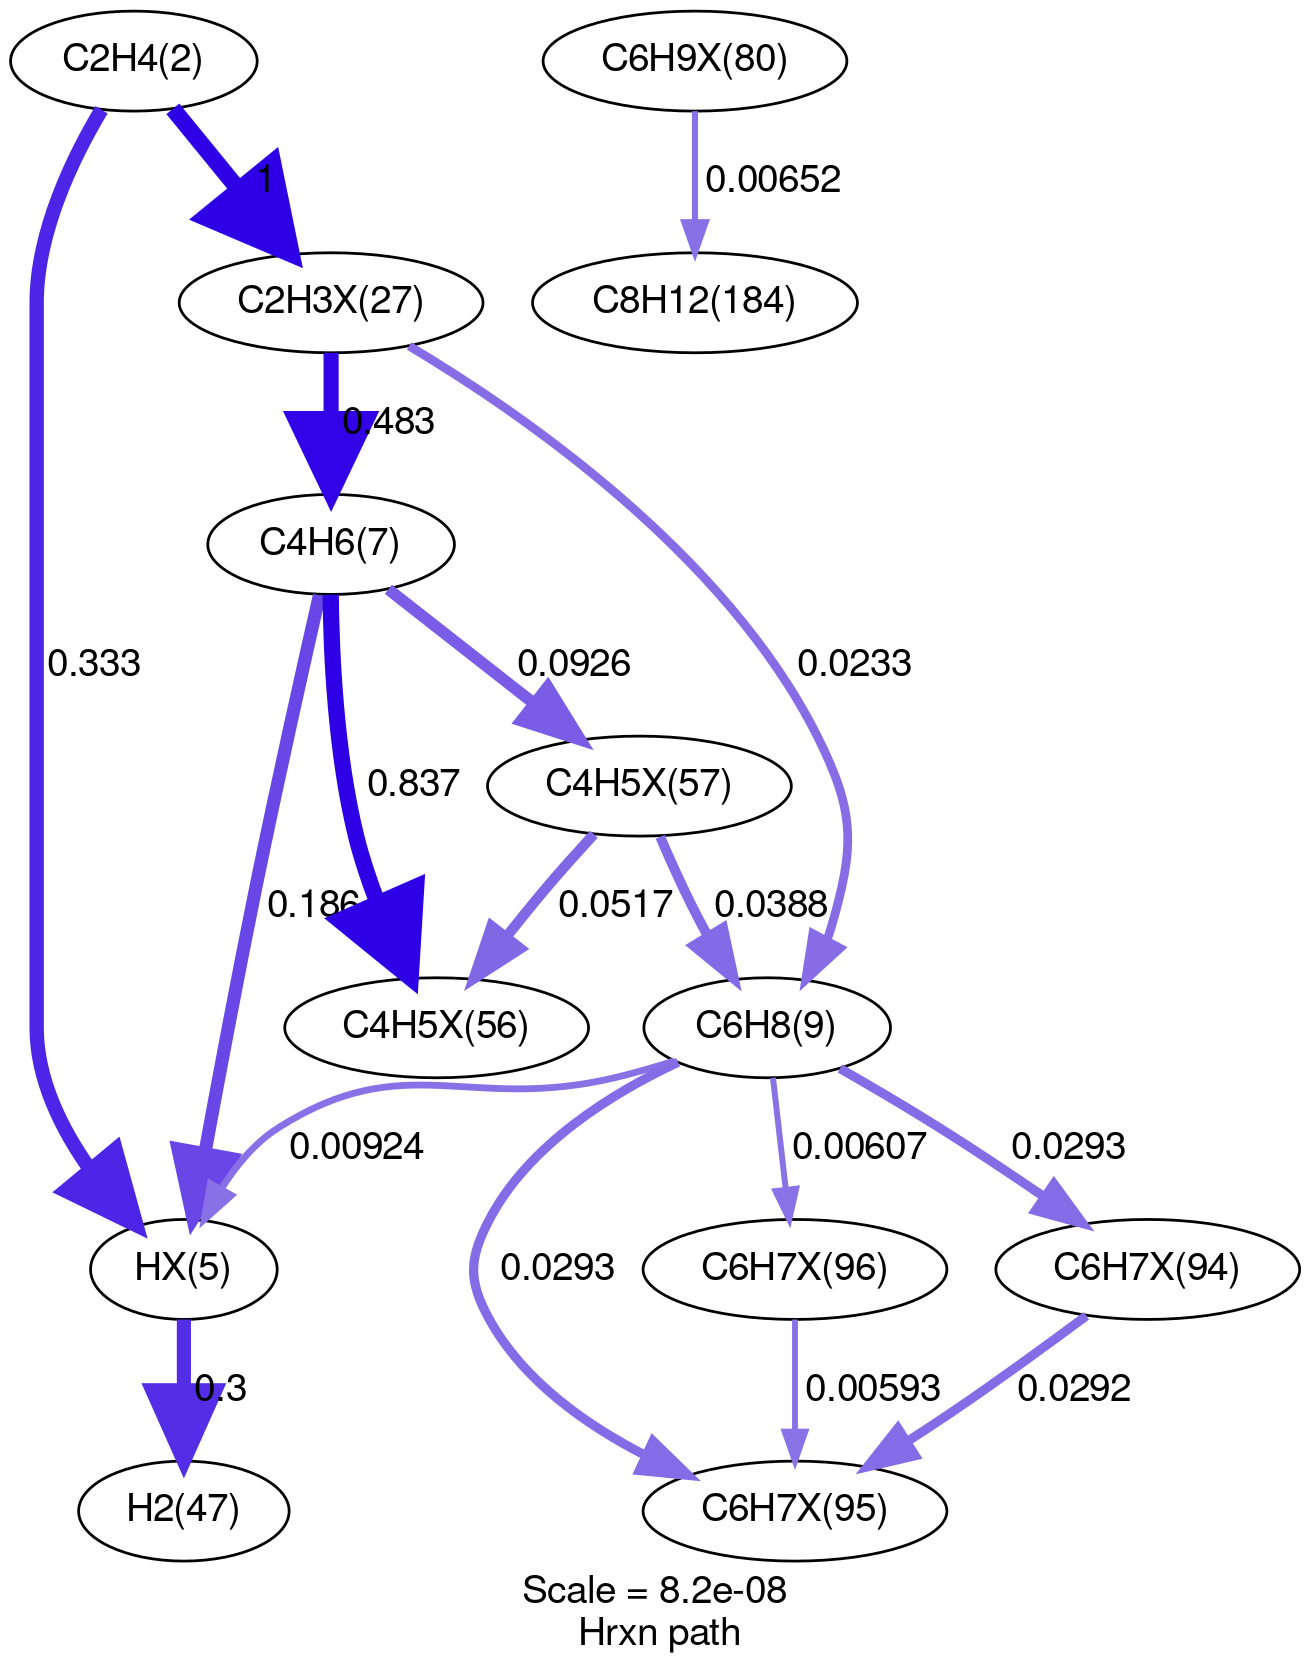 C2H4(2)
C6H9X(80)
1
0.00652
C2H3X(27)
C8H12(184)
0.483
C4H6(7)
0.333
0.0926
0.0233
0.837
C4H5X(57)
0.186
0.0517
0.0388
C4H5X(56)
C6H8(9)
0.00924
0.00607
0.0293
0.0293
HX(5)
C6H7X(96)
C6H7X(94)
0.3
0.00593
0.0292
H2(47)
C6H7X(95)
Scale = 8.2e-08
Hrxn path